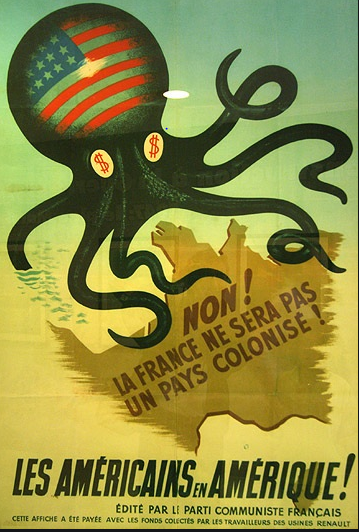 $ $
NON!
LA FRANCE NE SERA PAS
UN PAYS COLONISÉ!
LES AMÉRICAINS EN AMÉRIQUE!
ÉDITÉ PAR LE PARTI COMMUNISTE FRANÇAIS
CETTE AFFICHE A ÉTÉ PAYÉE AVEC LES FONDS COLLECTÉS PAR LES TRAVAILLEURS DES USINES RENAULT